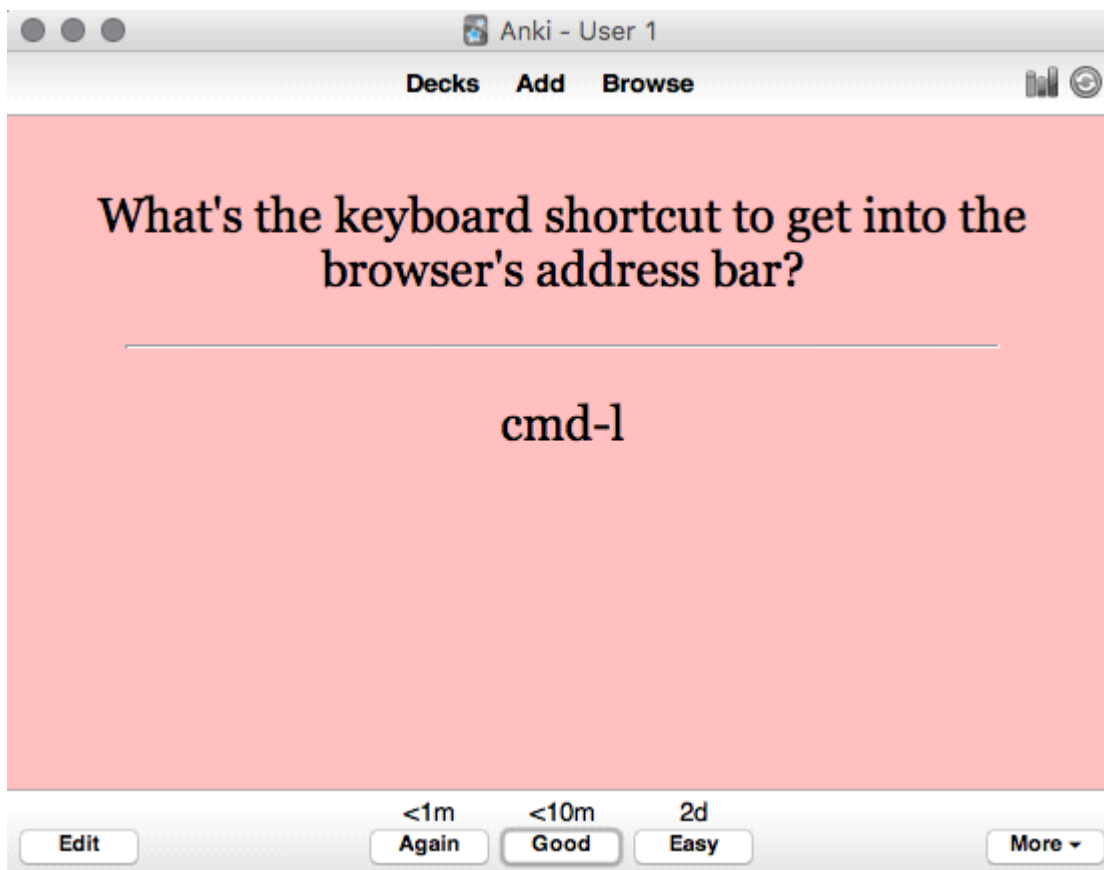 Anki - User 1
Decks Add Browse
What's the keyboard shortcut to get into the
browser's address bar?
cmd-l
<1m <10m 2d
Edit Again Good Easy More